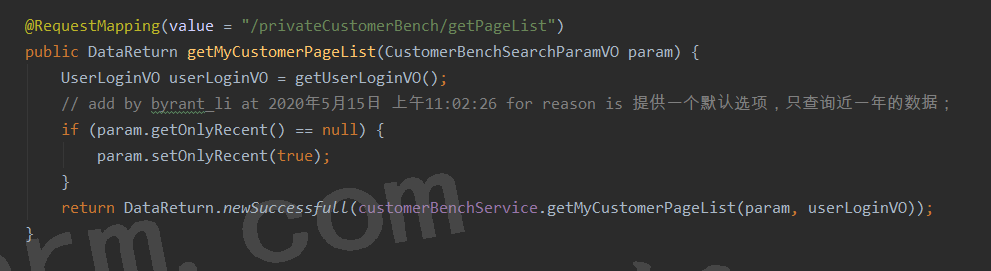 @RequestMapping(value = "/privateCustomerBench/getPageList")
public DataReturn getMyCustomerPageList(CustomerBenchSearchParamVO param) {
UserLoginVO userLoginVO = getUserLoginVO();
// add by byrant_li at 2020年5月15日 上午11:02:26 for reason is 提供一个默认选项，只查询近一年的数据；
if (param.getOnlyRecent() == null) {
param.setOnlyRecent(true);
}
return DataReturn.newSuccessfull(customerBenchService.getMyCustomerPageList(param, userLoginVO));
}
orm. com